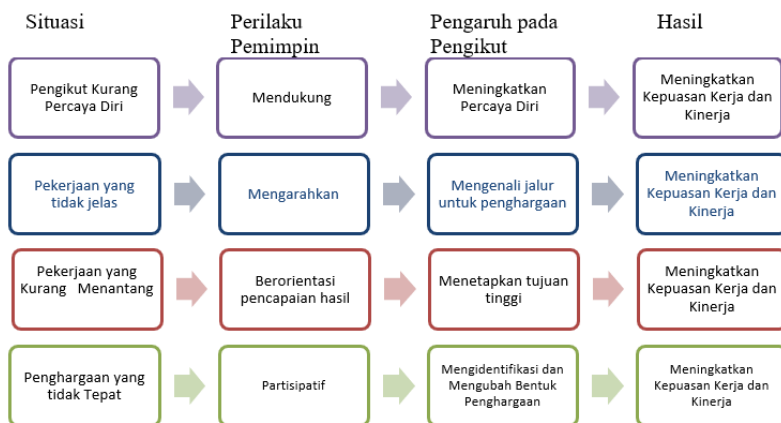 Situasi
Perilaku
Pemimpin
Pengaruh pada
Pengikut
Hasil
Pengikut Kurang
Percaya Diri
Mendukung
Meningkatkan
Percaya Diri
Meningkatkan
Kepuasan Kerja dan
Kinerja
Pekerjaan yang
tidak jelas
Mengarahkan
Mengenali jalur
untuk penghargaan
Meningkatkan
Kepuasan Kerja dan
Kinerja
Pekerjaan yang
Kurang Menantang
Berorientasi
pencapaian hasil
Menetapkan tujuan
tinggi
Meningkatkan
Kepuasan Kerja dan
Kinerja
Penghargaan yang
tidak Tepat
Partisipatif
Mengidentifikasi dan
Mengubah Bentuk
Penghargaan
Meningkatkan
Kepuasan Kerja dan
Kinerja